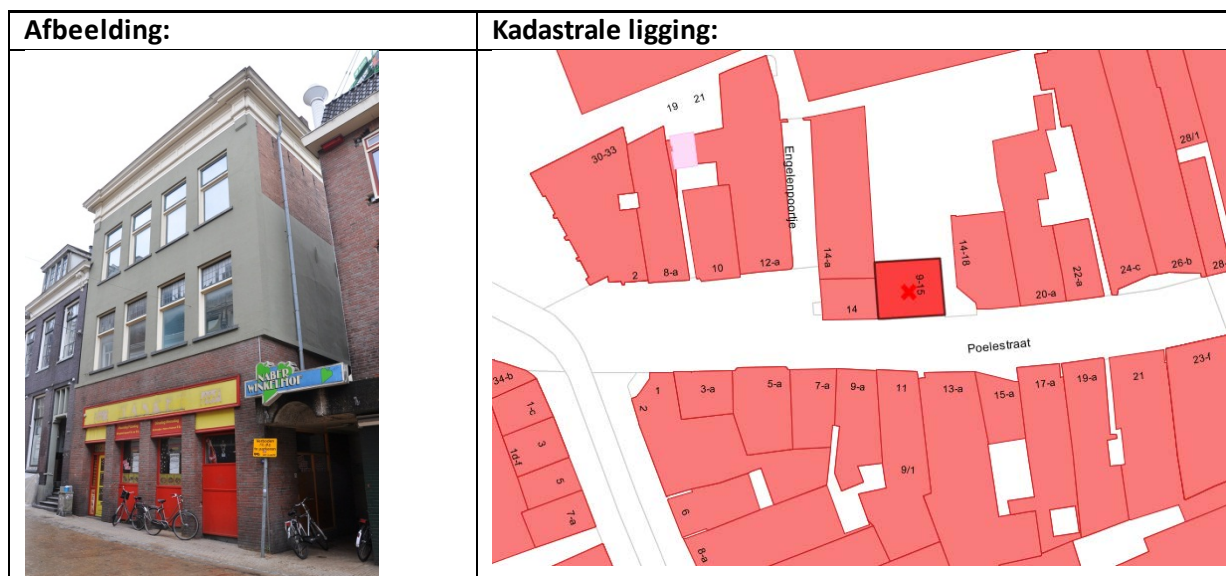 Afbeelding:
Kadastrale ligging:
NABER
WINKELHOF
19
21
30-33
2
8-a
10
12-a
Engelenpoortje
14-a
14
9-15
14-18
20-a
22-a
24-c
26-b
28/1
28-
Poelestraat
34-b
1-c
3
1d-f
5
7-a
1
2
3-a
5-a
7-a
9-a
11
9/1
13-a
15-a
17-a
19-a
21
23-f
6
8-a